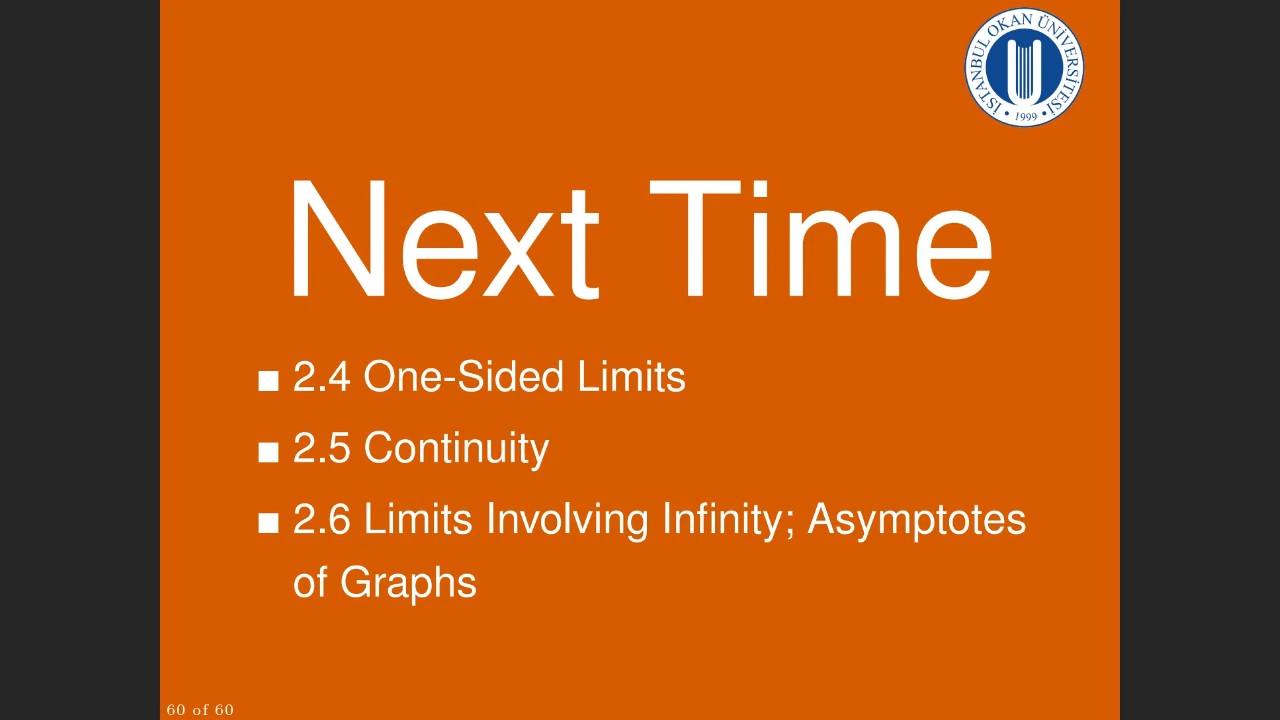 İSTANBUL OKAN ÜNİVERSİTESİ
• 1999 •
Next Time
■ 2.4 One-Sided Limits
■ 2.5 Continuity
■ 2.6 Limits Involving Infinity; Asymptotes
of Graphs
60 of 60